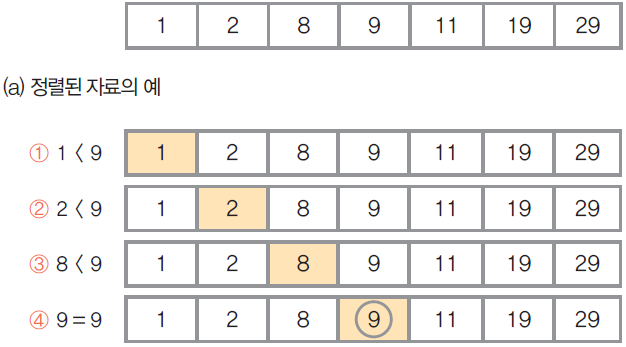 1 2 8 9 11 19 29
(a) 정렬된 자료의 예
① 1 < 9 1 2 8 9 11 19 29
② 2 < 9 1 2 8 9 11 19 29
③ 8 < 9 1 2 8 9 11 19 29
④ 9 = 9 1 2 8 9 11 19 29